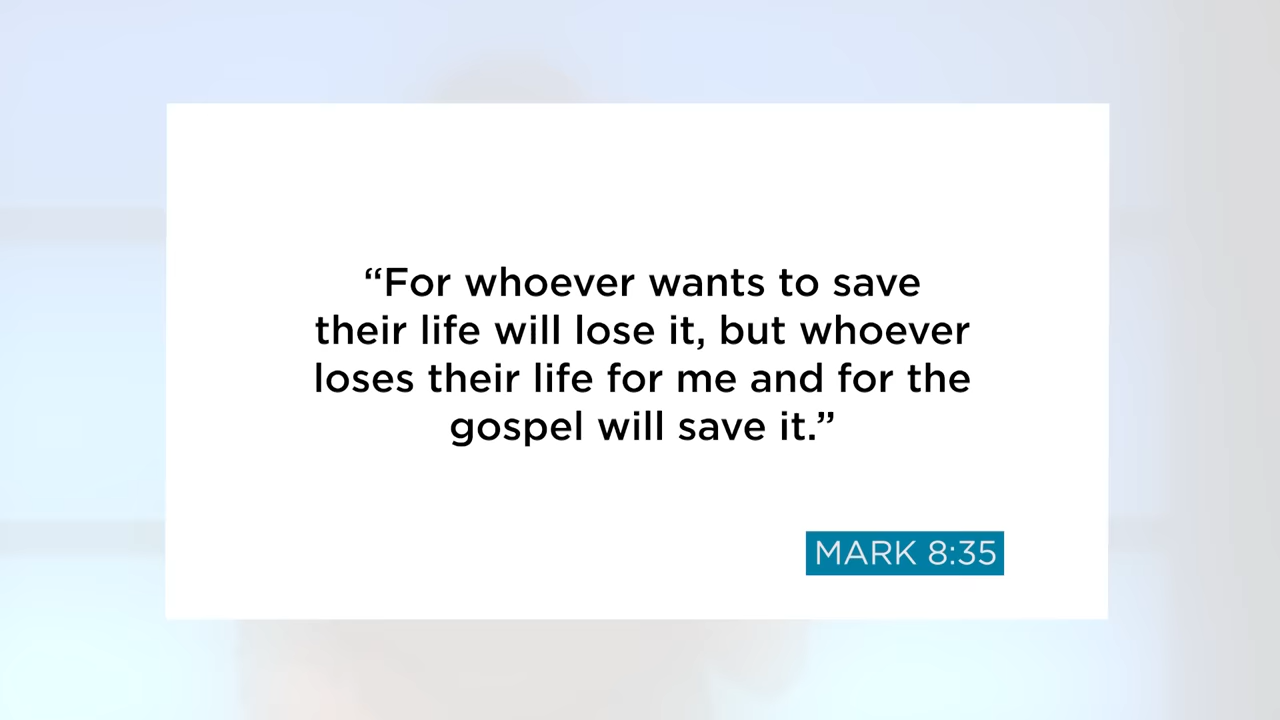 “For whoever wants to save
their life will lose it, but whoever
loses their life for me and for the
gospel will save it.”
MARK 8:35